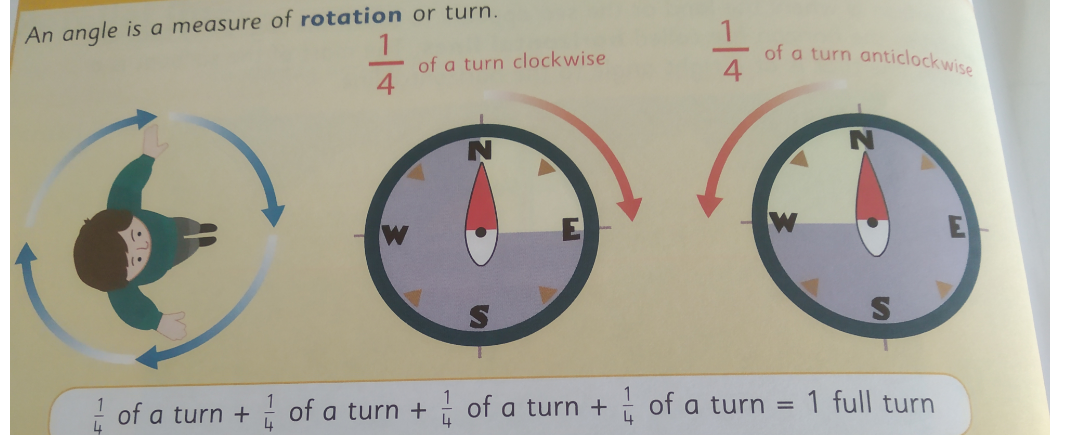 An angle is a measure of rotation or turn.
1/4 of a turn clockwise
1/4 of a turn anticlockwise
N
W E
S
N
W E
S
1/4 of a turn + 1/4 of a turn + 1/4 of a turn + 1/4 of a turn = 1 full turn